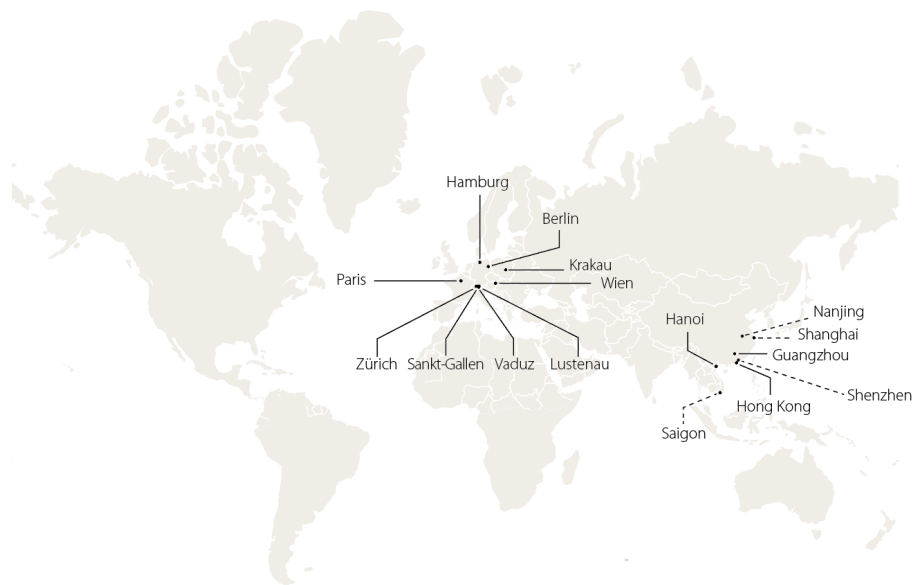 Hamburg
Berlin
Krakau
Paris
Wien
Zürich
Sankt-Gallen
Vaduz
Lustenau
Hanoi
Nanjing
Shanghai
Guangzhou
Shenzhen
Hong Kong
Saigon